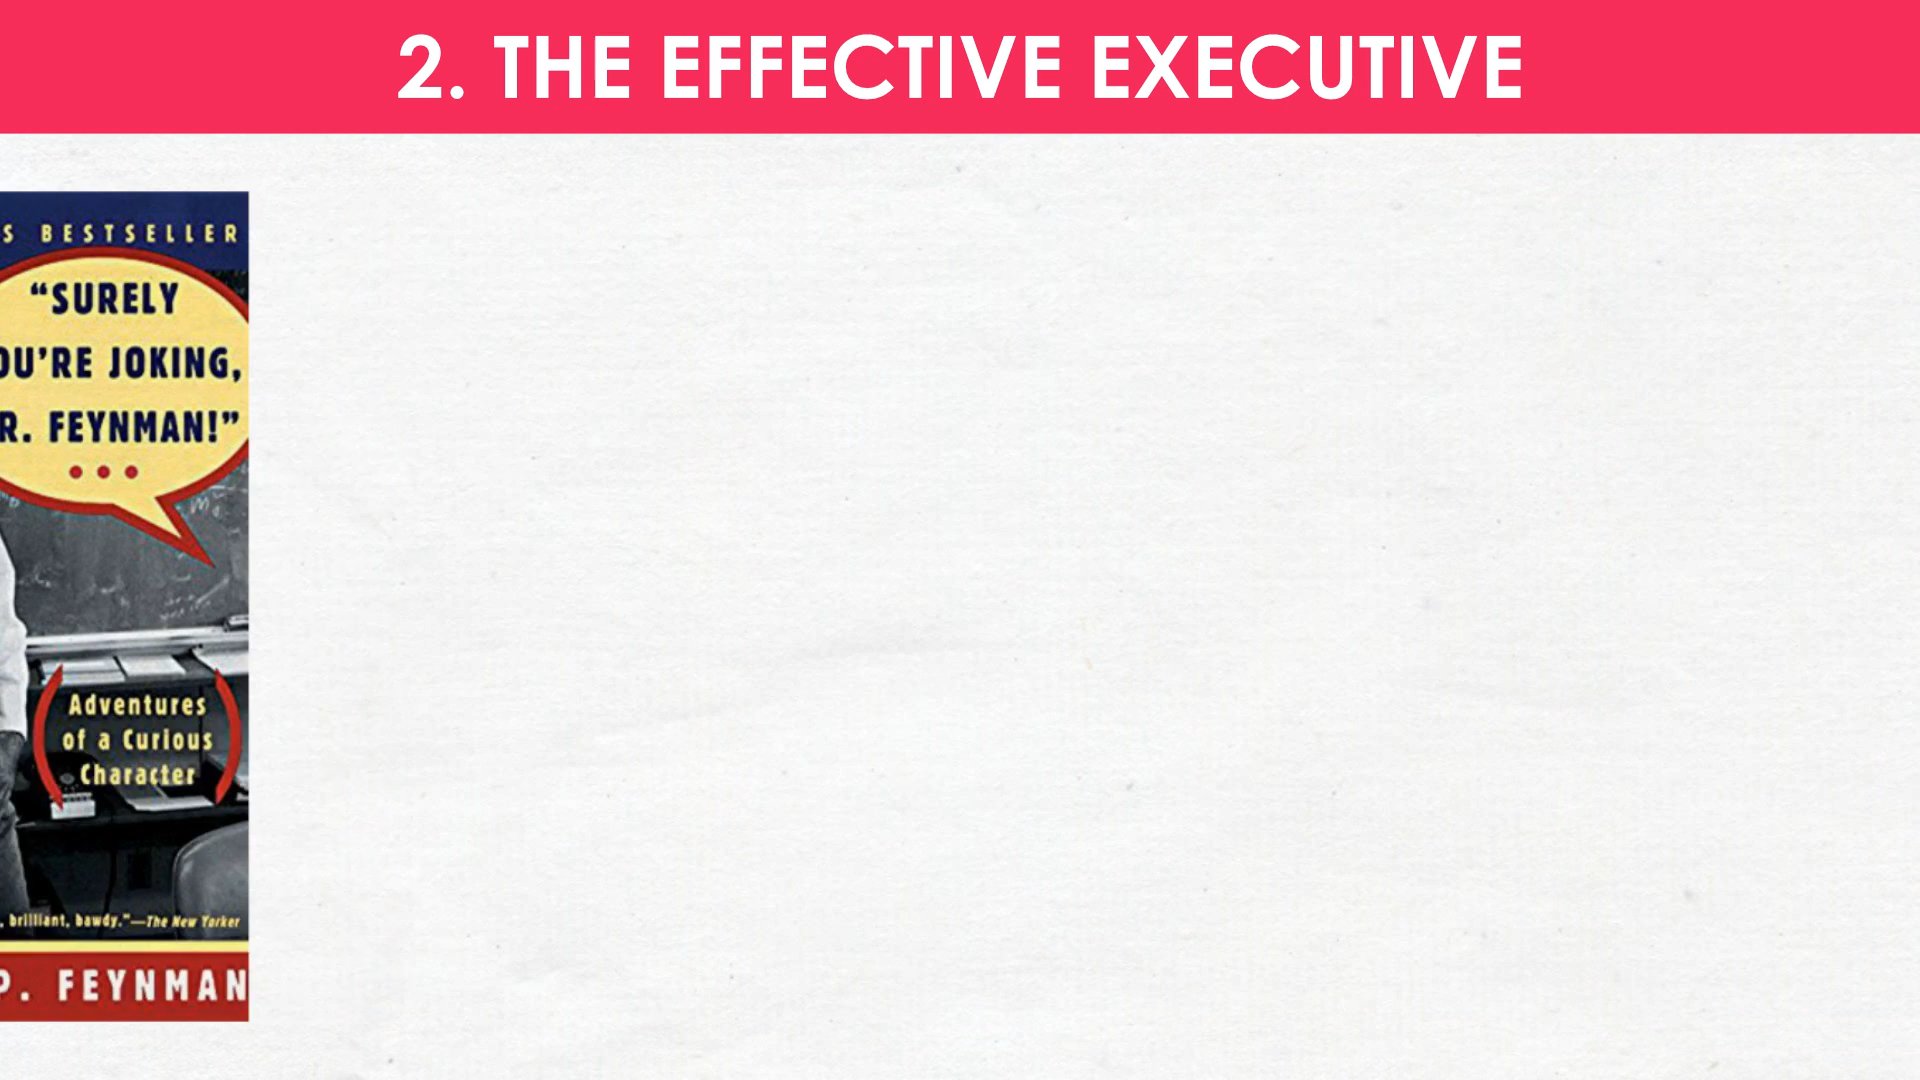 2. THE EFFECTIVE EXECUTIVE
S BESTSELLER
“SURELY
OU’RE JOKING,
R. FEYNMAN!”
Adventures
of a Curious
Character
, brilliant, bawdy.”—The New Yorker
P. FEYNMAN